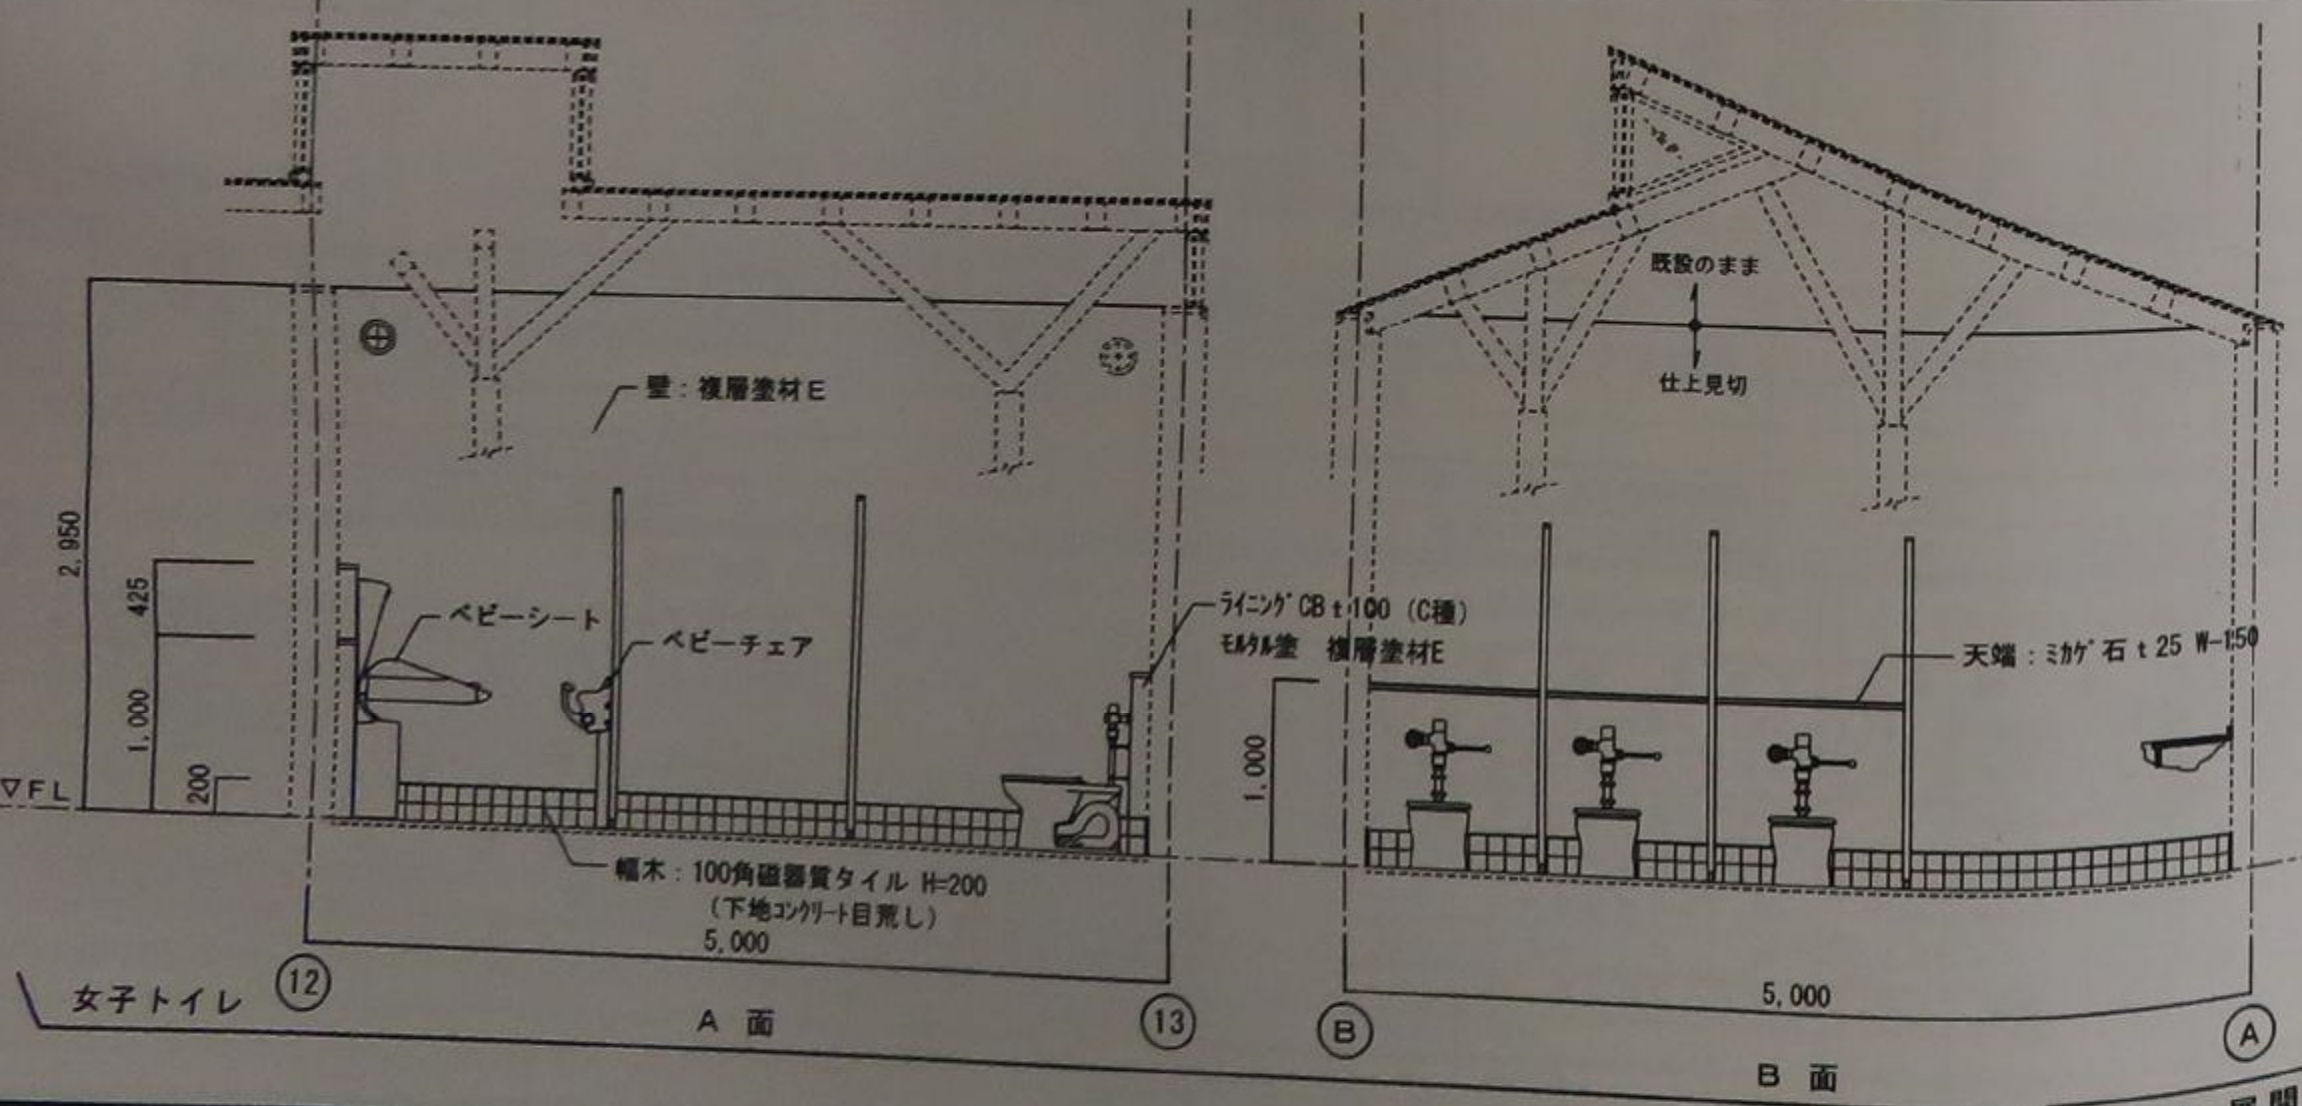 既設のまま
仕上見切
壁：複層塗材E
2,950
425
1,000
200
▽FL
ベビーシート
ベビーチェア
ﾗｲﾆﾝｸﾞ CB t 100 (C種)
ﾓﾙﾀﾙ塗 複層塗材E
天端：ﾐｶｹﾞ石 t 25 W-150
1,000
幅木：100角磁器質タイル H=200
(下地ｺﾝｸﾘｰﾄ目荒し)
5,000
5,000
12
13
B
A
女子トイレ
A 面
B 面